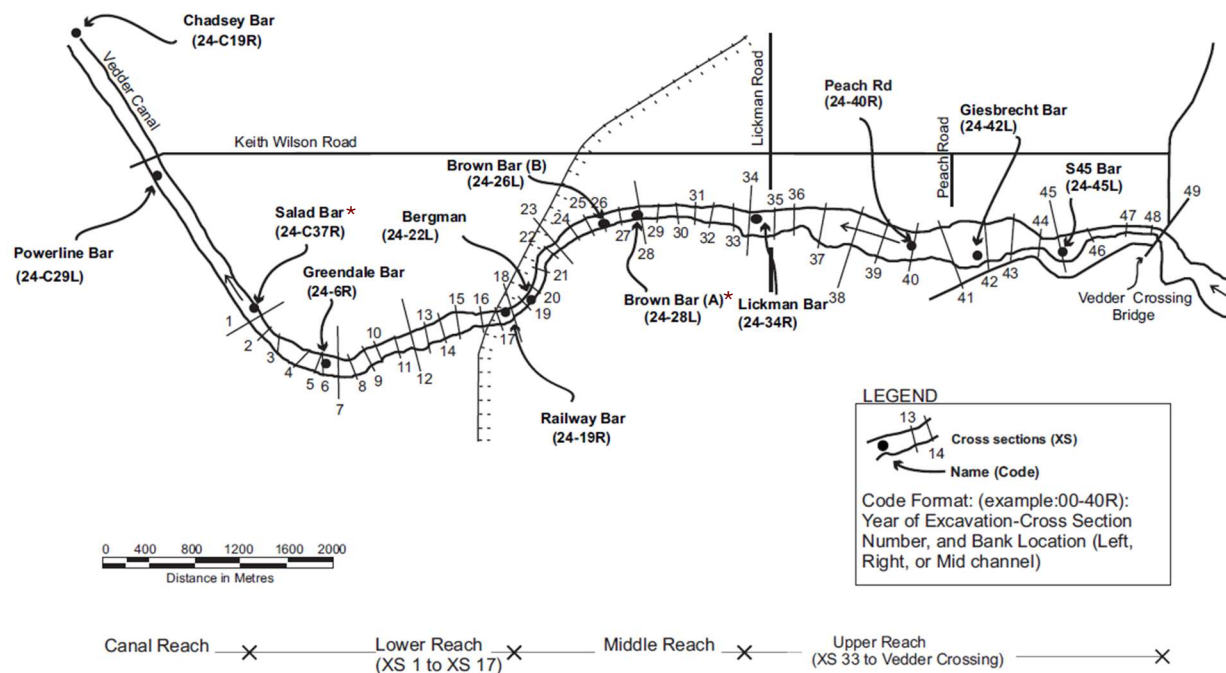 Chadsey Bar
(24-C19R)
Vedder Canal
Keith Wilson Road
Powerline Bar
(24-C29L)
Salad Bar*
(24-C37R)
Greendale Bar
(24-6R)
Bergman
(24-22L)
Brown Bar (B)
(24-26L)
Railway Bar
(24-19R)
Brown Bar (A)*
(24-28L)
Lickman Road
Lickman Bar
(24-34R)
Peach Rd
(24-40R)
Peach Road
Giesbrecht Bar
(24-42L)
S45 Bar
(24-45L)
Vedder Crossing
Bridge
1
2
3
4
5
6
7
8
9
10
11
12
13
14
15
16
17
18
19
20
21
22
23
24
25
26
27
28
29
30
31
32
33
34
35
36
37
38
39
40
41
42
43
44
45
46
47
48
49
LEGEND
13
14
Cross sections (XS)
Name (Code)
Code Format: (example:00-40R):
Year of Excavation-Cross Section
Number, and Bank Location (Left,
Right, or Mid channel)
0 400 800 1200 1600 2000
Distance in Metres
Canal Reach
Lower Reach
(XS 1 to XS 17)
Middle Reach
Upper Reach
(XS 33 to Vedder Crossing)